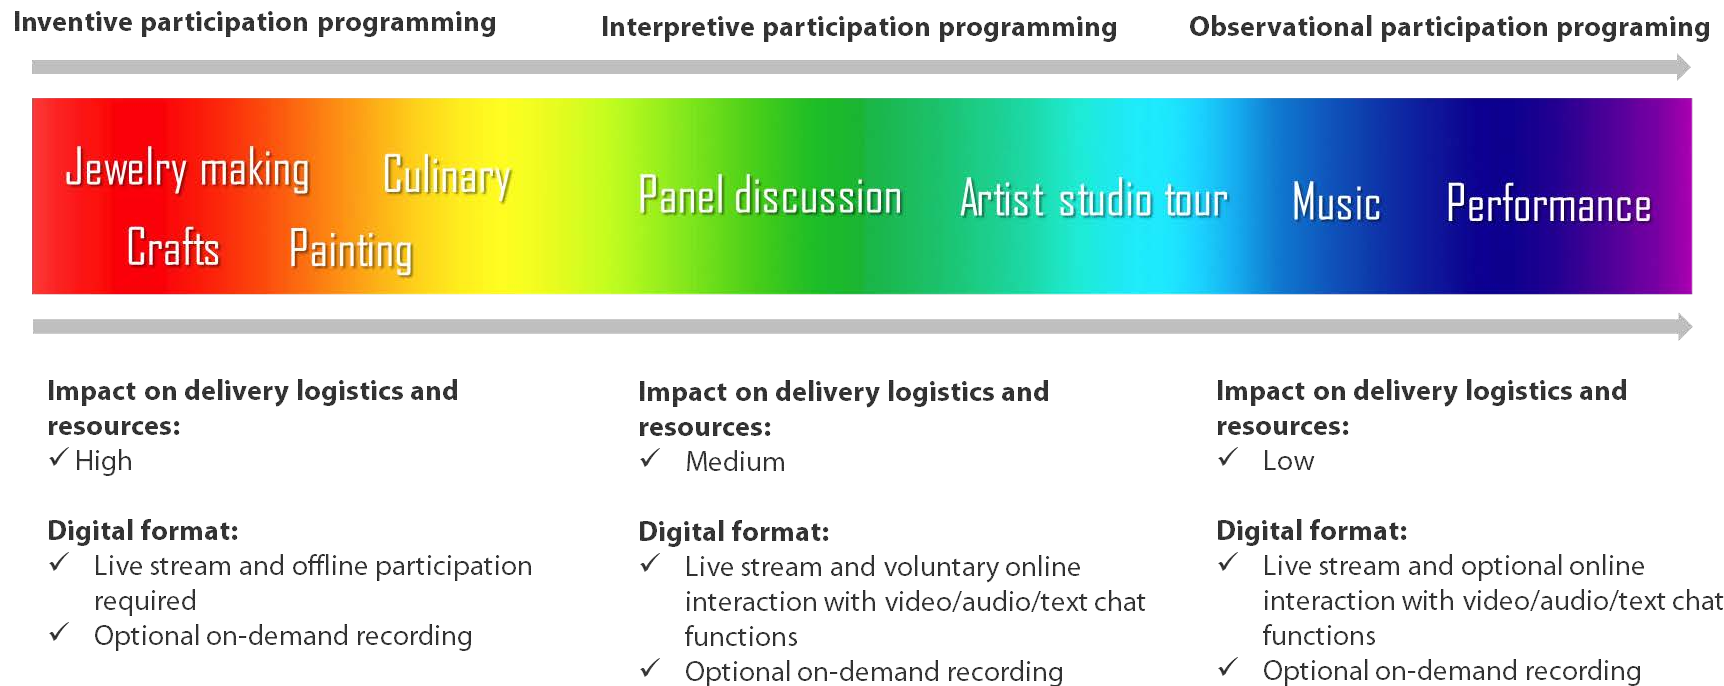 Inventive participation programming
Interpretive participation programming
Observational participation programing
Jewelry making
Culinary
Crafts
Painting
Panel discussion
Artist studio tour
Music
Performance
Impact on delivery logistics and
resources:
✓ High
Digital format:
✓ Live stream and offline participation
required
✓ Optional on-demand recording
Impact on delivery logistics and
resources:
✓ Medium
Digital format:
✓ Live stream and voluntary online
interaction with video/audio/text chat
functions
✓ Optional on-demand recording
Impact on delivery logistics and
resources:
✓ Low
Digital format:
✓ Live stream and optional online
interaction with video/audio/text chat
functions
✓ Optional on-demand recording